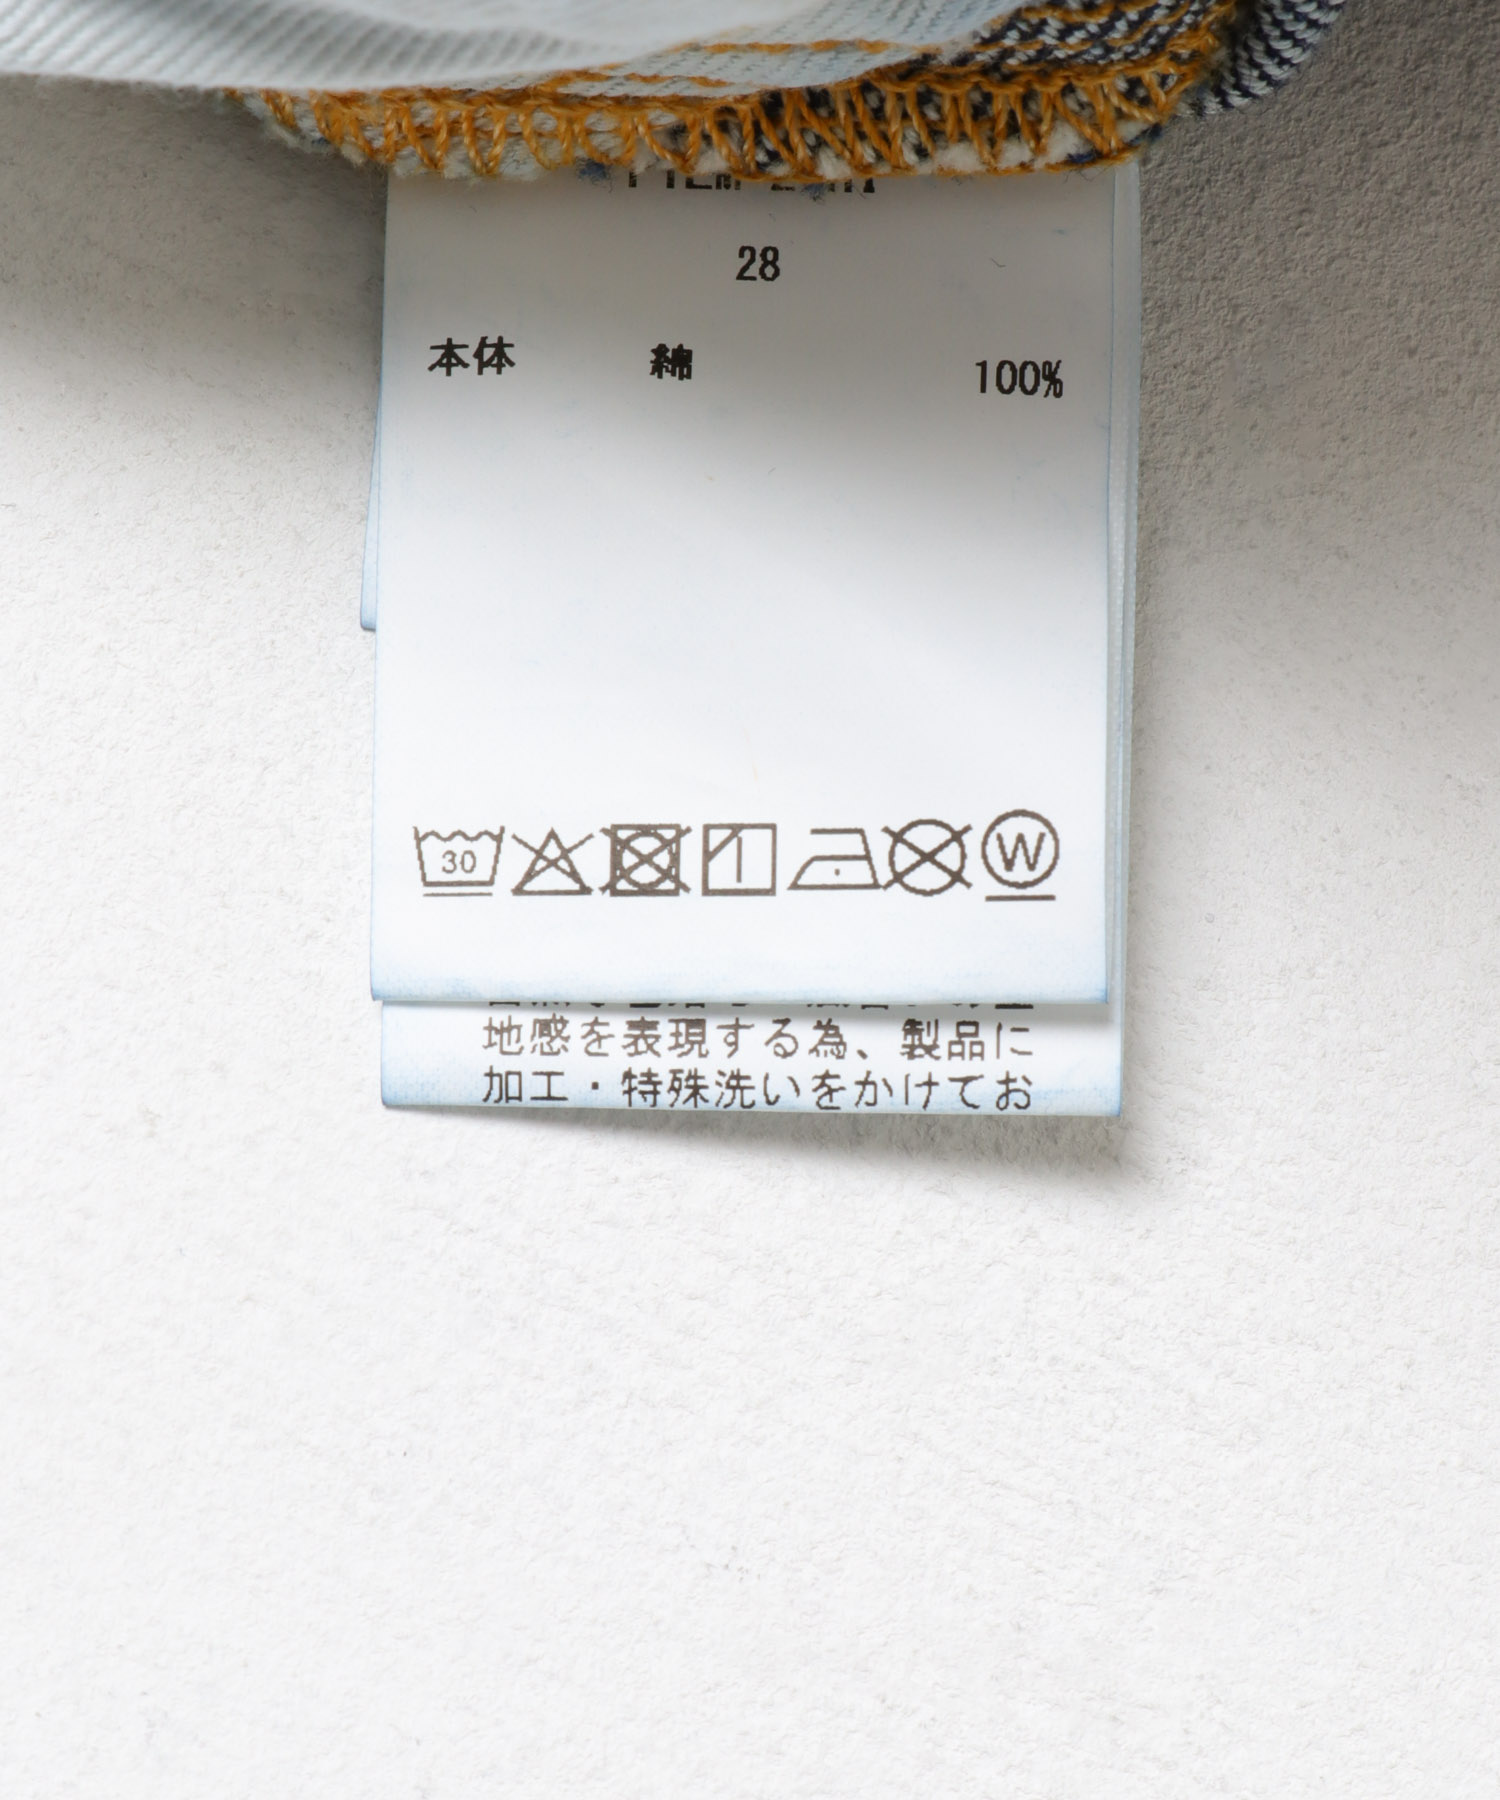 28
本体 綿 100%
30
W
地感を表現する為、製品に
加工・特殊洗いをかけてお